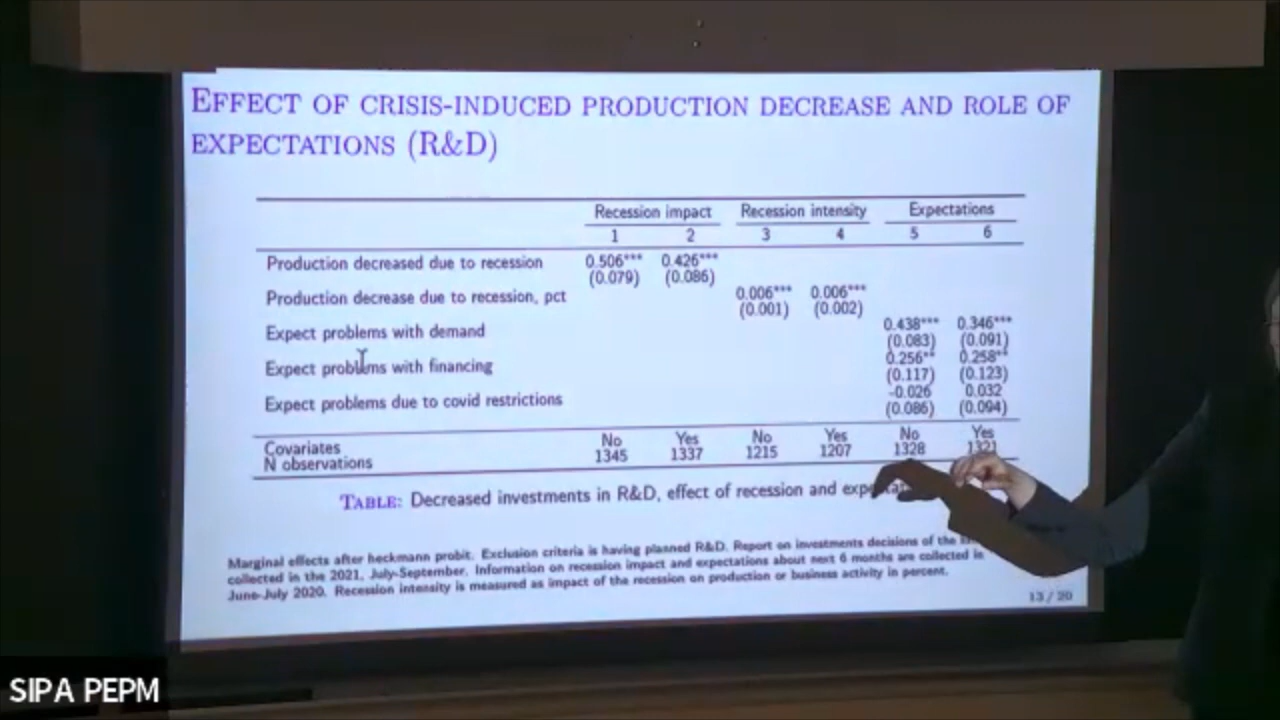 EFFECT OF CRISIS-INDUCED PRODUCTION DECREASE AND ROLE OF
EXPECTATIONS (R&D)
Recession impact Recession intensity Expectations
1 2 3 4 5 6
Production decreased due to recession 0.506*** 0.426***
(0.079) (0.086)
Production decrease due to recession, pct 0.006*** 0.006***
(0.001) (0.002)
Expect problems with demand 0.438*** 0.346***
(0.083) (0.091)
Expect problems with financing 0.256** 0.258**
(0.117) (0.123)
Expect problems due to covid restrictions -0.026 0.032
(0.086) (0.094)
Covariates No Yes No Yes No Yes
N observations 1345 1337 1215 1207 1328 1321
TABLE: Decreased investments in R&D, effect of recession and
Marginal effects after heckmann probit. Exclusion criteria is having planned R&D. Report on investments decisions of the
collected in the 2021, July-September. Information on recession impact and expectations about next 6 months are collected in
June-July 2020. Recession intensity is measured as impact of the recession on production or business activity in percent.
13 / 20
SIPA PEPM